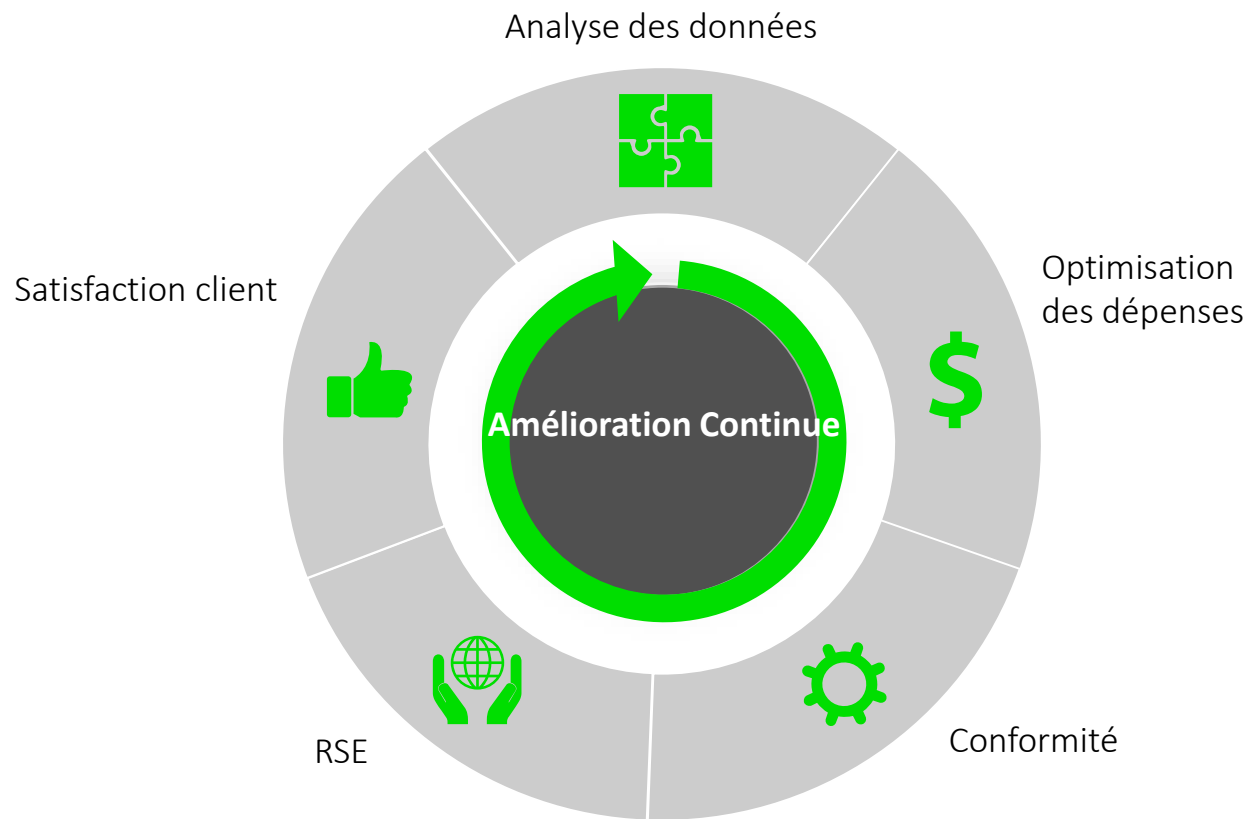 Analyse des données
Optimisation
des dépenses
Satisfaction client
Amélioration Continue
Conformité
RSE